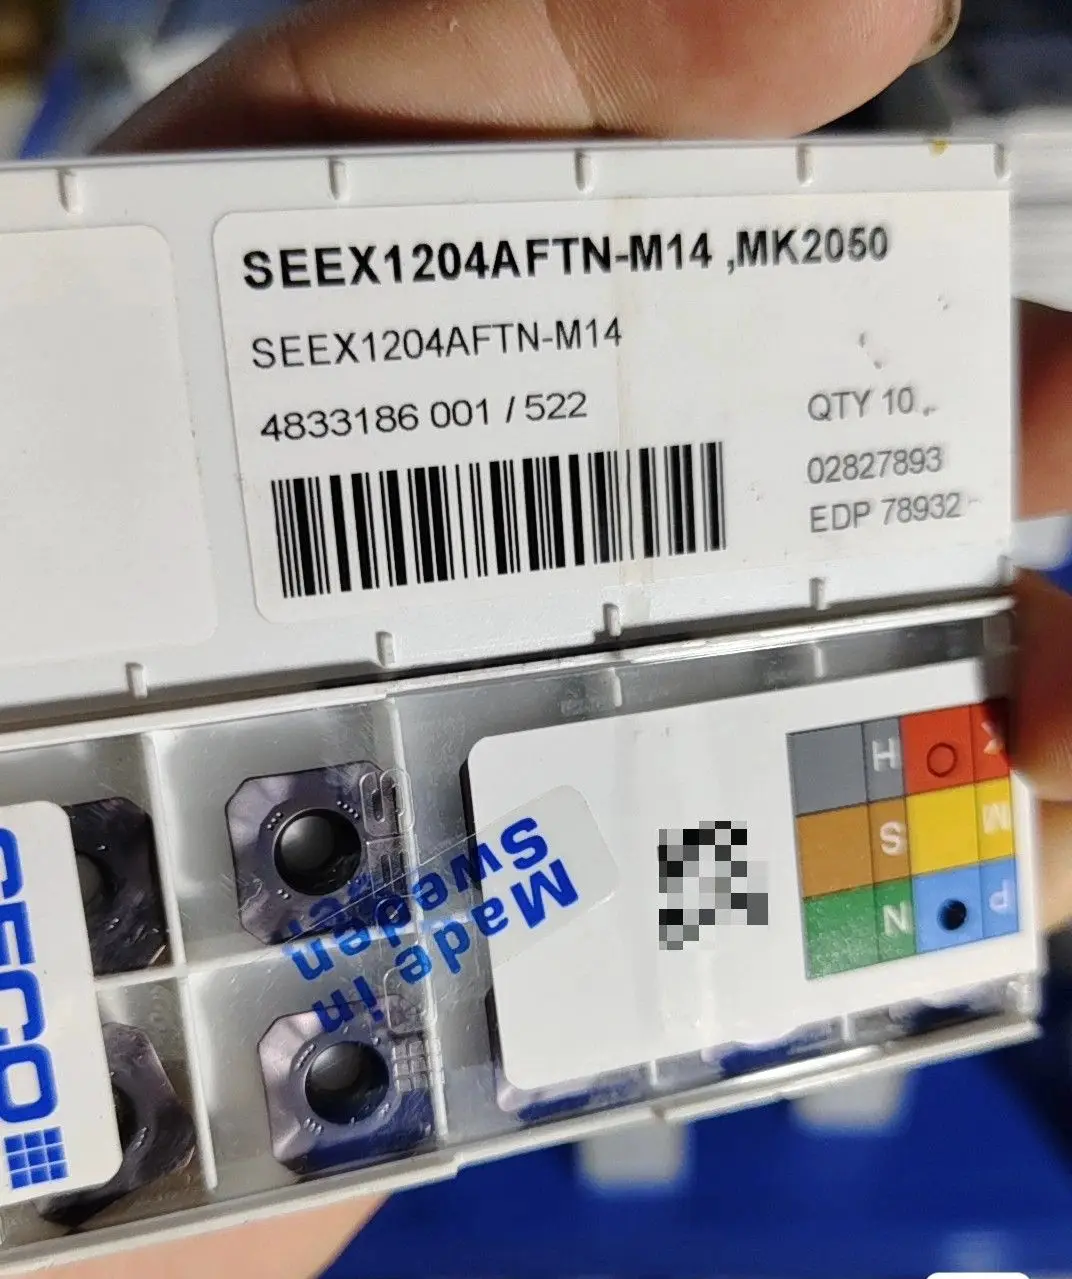 SEEX1204AFTN-M14 ,MK2050
SEEX1204AFTN-M14
4833186 001 / 522
QTY 10
02827893
EDP 78932
SECO
Made in
Sweden
H
K
S
M
N
P